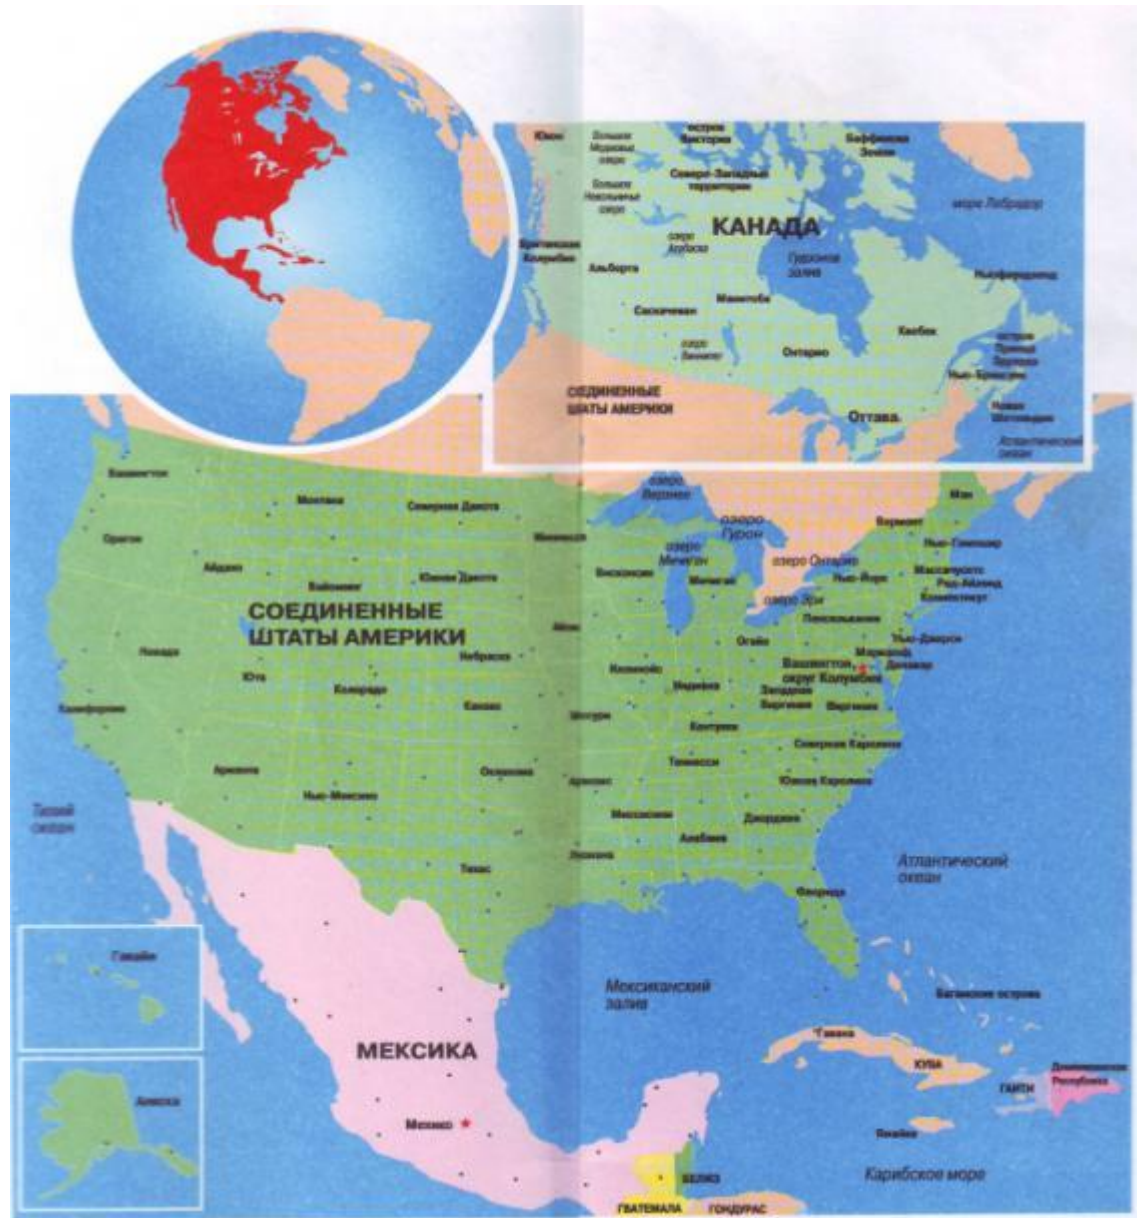 Юкон
Большое
Медвежье
озеро
остров
Виктория
Баффинова
Земля
Большое
Невольничье
озеро
Северо-Западные
территории
море Лабрадор
КАНАДА
озеро
Атабаска
Британская
Колумбия
Альберта
Гудзонов
залив
Ньюфаундленд
Манитоба
Саскачеван
Квебек
озеро
Виннипег
Онтарио
остров
Нью-Брансуик
СОЕДИНЕННЫЕ
ШТАТЫ АМЕРИКИ
Оттава
Новая
Шотландия
Атлантический
океан
Вашингтон
Монтана
Северная Дакота
озеро
Верхнее
Мэн
Вермонт
Орегон
Миннесота
озеро
Гурон
Нью-Гэмпшир
озеро
Мичиган
озеро Онтарио
Айдахо
Вайоминг
Южная Дакота
Висконсин
Мичиган
Нью-Йорк
Массачусетс
Род-Айленд
Коннектикут
озеро Эри
СОЕДИНЕННЫЕ
ШТАТЫ АМЕРИКИ
Пенсильвания
Айова
Огайо
Нью-Джерси
Невада
Небраска
Мэриленд
Делавэр
Вашингтон,
округ Колумбия
Юта
Колорадо
Иллинойс
Индиана
Западная
Виргиния
Виргиния
Калифорния
Канзас
Миссури
Кентукки
Северная Каролина
Теннесси
Аризона
Оклахома
Арканзас
Южная Каролина
Нью-Мексико
Тихий
океан
Миссисипи
Джорджия
Алабама
Луизиана
Техас
Атлантический
океан
Флорида
Гавайи
Мексиканский
залив
Багамские острова
Гавана
МЕКСИКА
КУБА
ГАИТИ
Доминиканская
Республика
Аляска
Мехико
Ямайка
Карибское море
БЕЛИЗ
ГВАТЕМАЛА
ГОНДУРАС